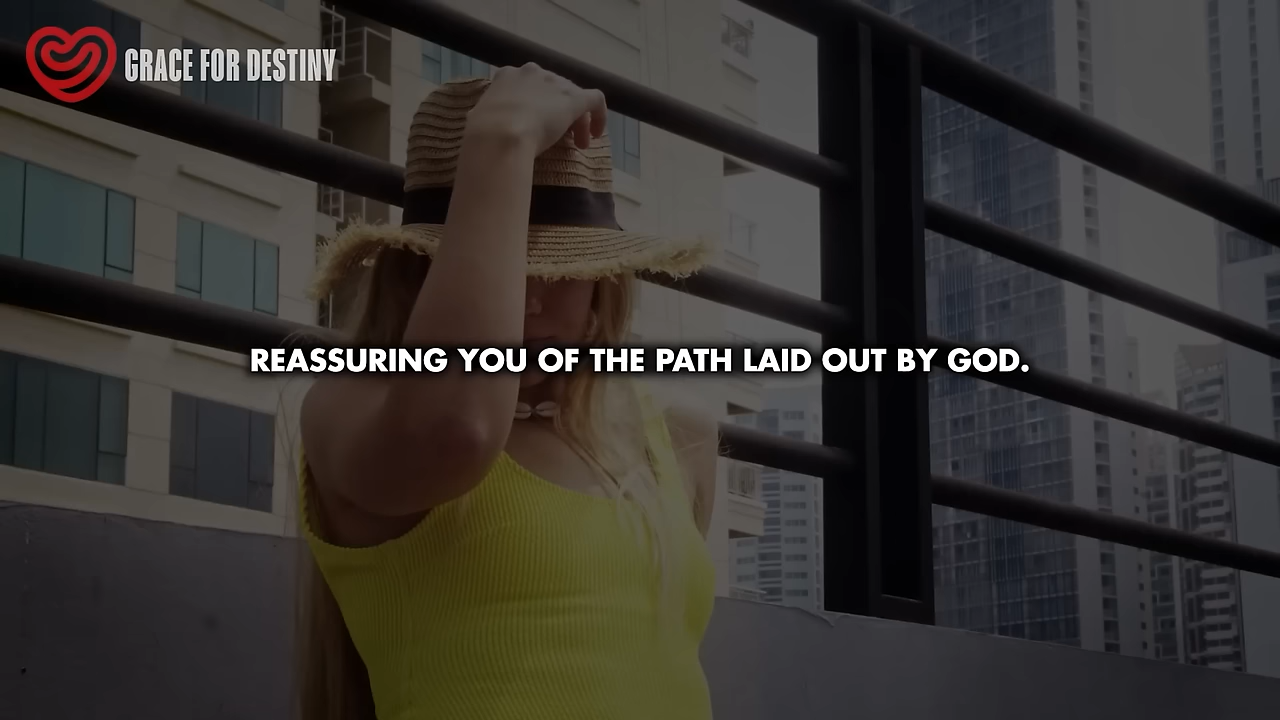 GRACE FOR DESTINY
REASSURING YOU OF THE PATH LAID OUT BY GOD.